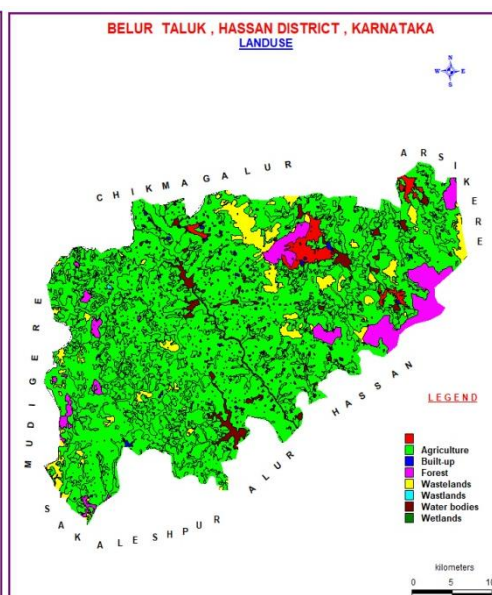 BELUR TALUK , HASSAN DISTRICT , KARNATAKA
LANDUSE
N
W E
S
CHIKMAGALUR
ARSIKERE
MUDIGERE
HASSAN
ALUR
SAKALESHPUR
LEGEND
Agriculture
Built-up
Forest
Wastelands
Wastlands
Water bodies
Wetlands
kilometers
0 5 10